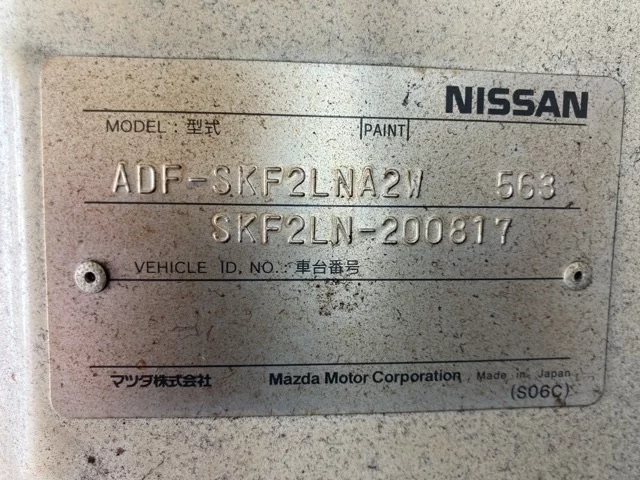 NISSAN
MODEL : 型式 PAINT
ADF-SKF2LNA2W 563
SKF2LN-200817
VEHICLE ID. NO. : 車台番号
マツダ株式会社 Mazda Motor Corporation Made in Japan
(S06C)